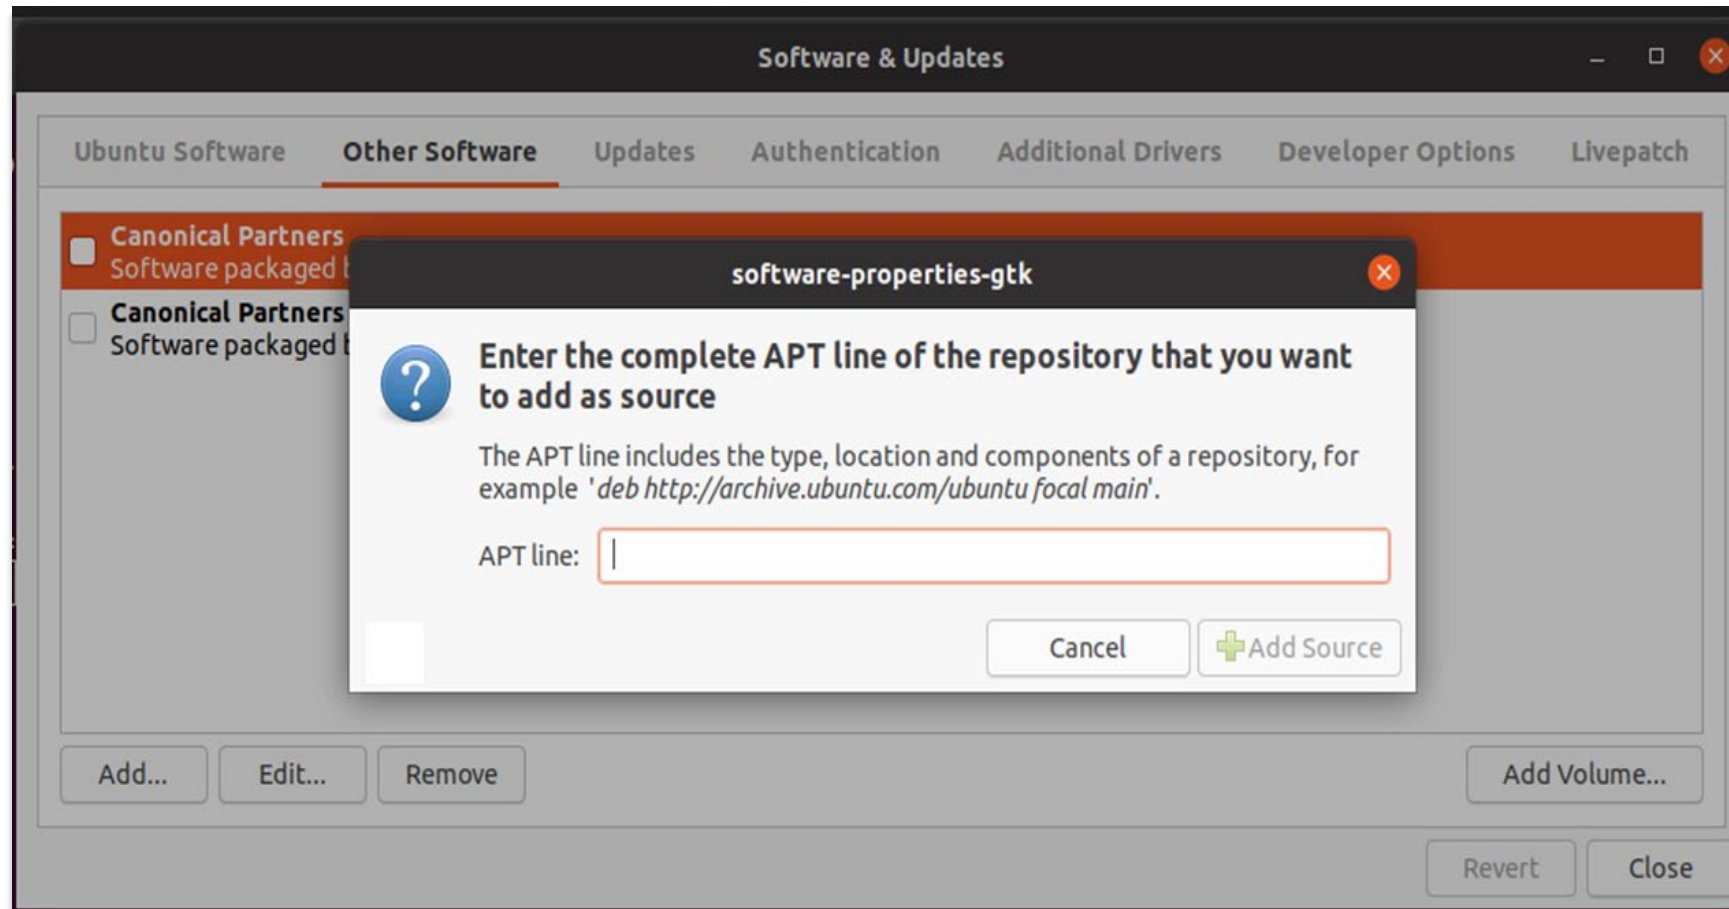 Software & Updates
Ubuntu Software Other Software Updates Authentication Additional Drivers Developer Options Livepatch
Canonical Partners
Software packaged
Canonical Partners
Software packaged
software-properties-gtk
Enter the complete APT line of the repository that you want
to add as source
The APT line includes the type, location and components of a repository, for
example 'deb http://archive.ubuntu.com/ubuntu focal main'.
APT line:
Cancel Add Source
Add... Edit... Remove Add Volume...
Revert Close